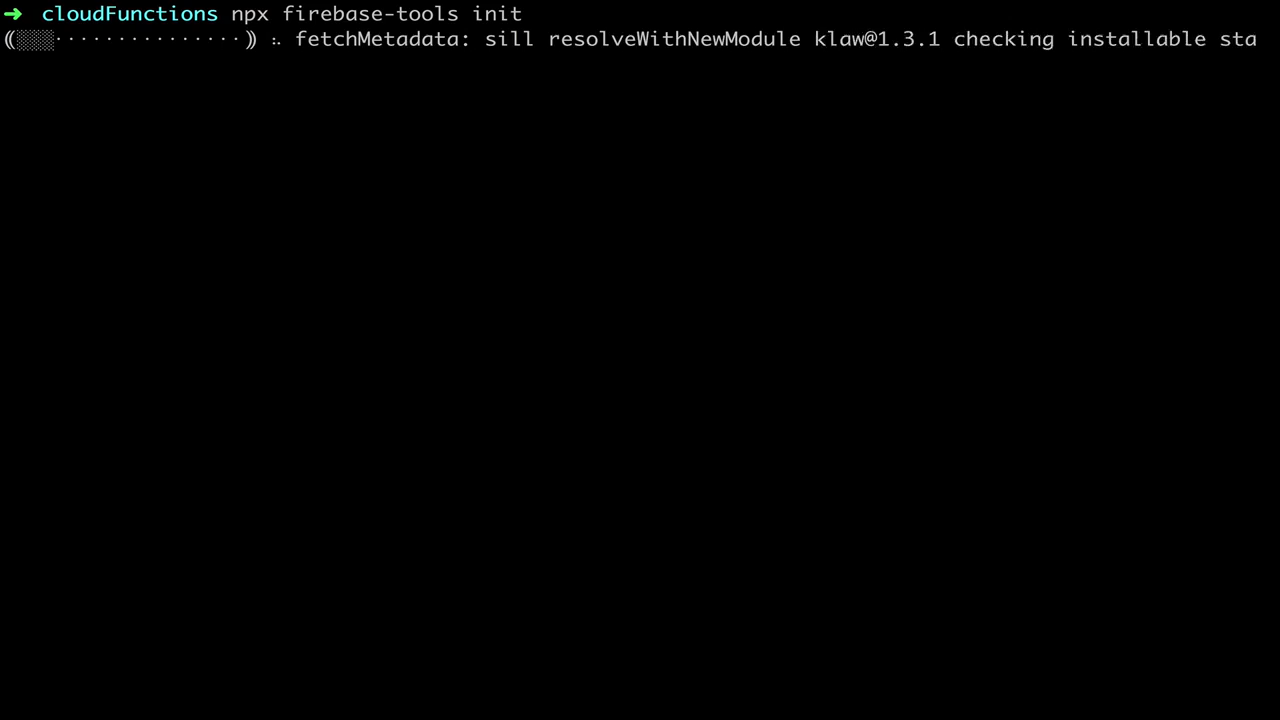 ➜ cloudFunctions npx firebase-tools init
(░░░···············) ⠦ fetchMetadata: sill resolveWithNewModule klaw@1.3.1 checking installable sta